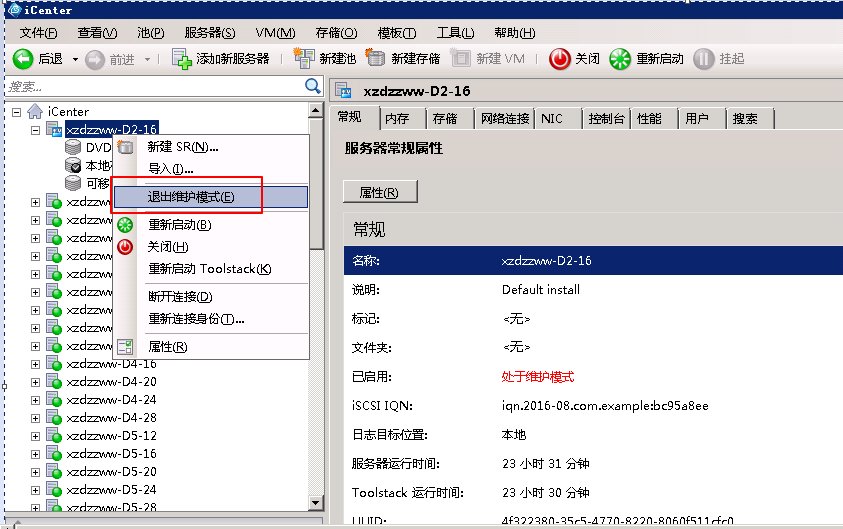 iCenter
文件(F) 查看(V) 池(P) 服务器(S) VM(M) 存储(O) 模板(T) 工具(L) 帮助(H)
后退 前进 添加新服务器 新建池 新建存储 新建 VM 关闭 重新启动 挂起
搜索...
iCenter
xzdzzww-D2-16
DVD
本地
可移
新建 SR(N)...
导入(I)...
退出维护模式(E)
重新启动(B)
关闭(H)
重新启动 Toolstack(K)
断开连接(D)
重新连接身份(T)...
属性(R)
xzdzzw
xzdzzw
xzdzzw
xzdzzw
xzdzzw
xzdzzw
xzdzzw
xzdzzw
xzdzzw
xzdzzww-D4-16
xzdzzww-D4-20
xzdzzww-D4-24
xzdzzww-D4-28
xzdzzww-D5-12
xzdzzww-D5-16
xzdzzww-D5-20
xzdzzww-D5-24
xzdzzww-D5-28
xzdzzww-D2-16
常规 内存 存储 网络连接 NIC 控制台 性能 用户 搜索
服务器常规属性
属性(R)
常规
名称: xzdzzww-D2-16
说明: Default install
标记: <无>
文件夹: <无>
已启用: 处于维护模式
iSCSI IQN: iqn.2016-08.com.example:bc95a8ee
日志目标位置: 本地
服务器运行时间: 23 小时 31 分钟
Toolstack 运行时间: 23 小时 30 分钟
UUID: 4f322380-35c5-4770-8220-8060f511cfc0